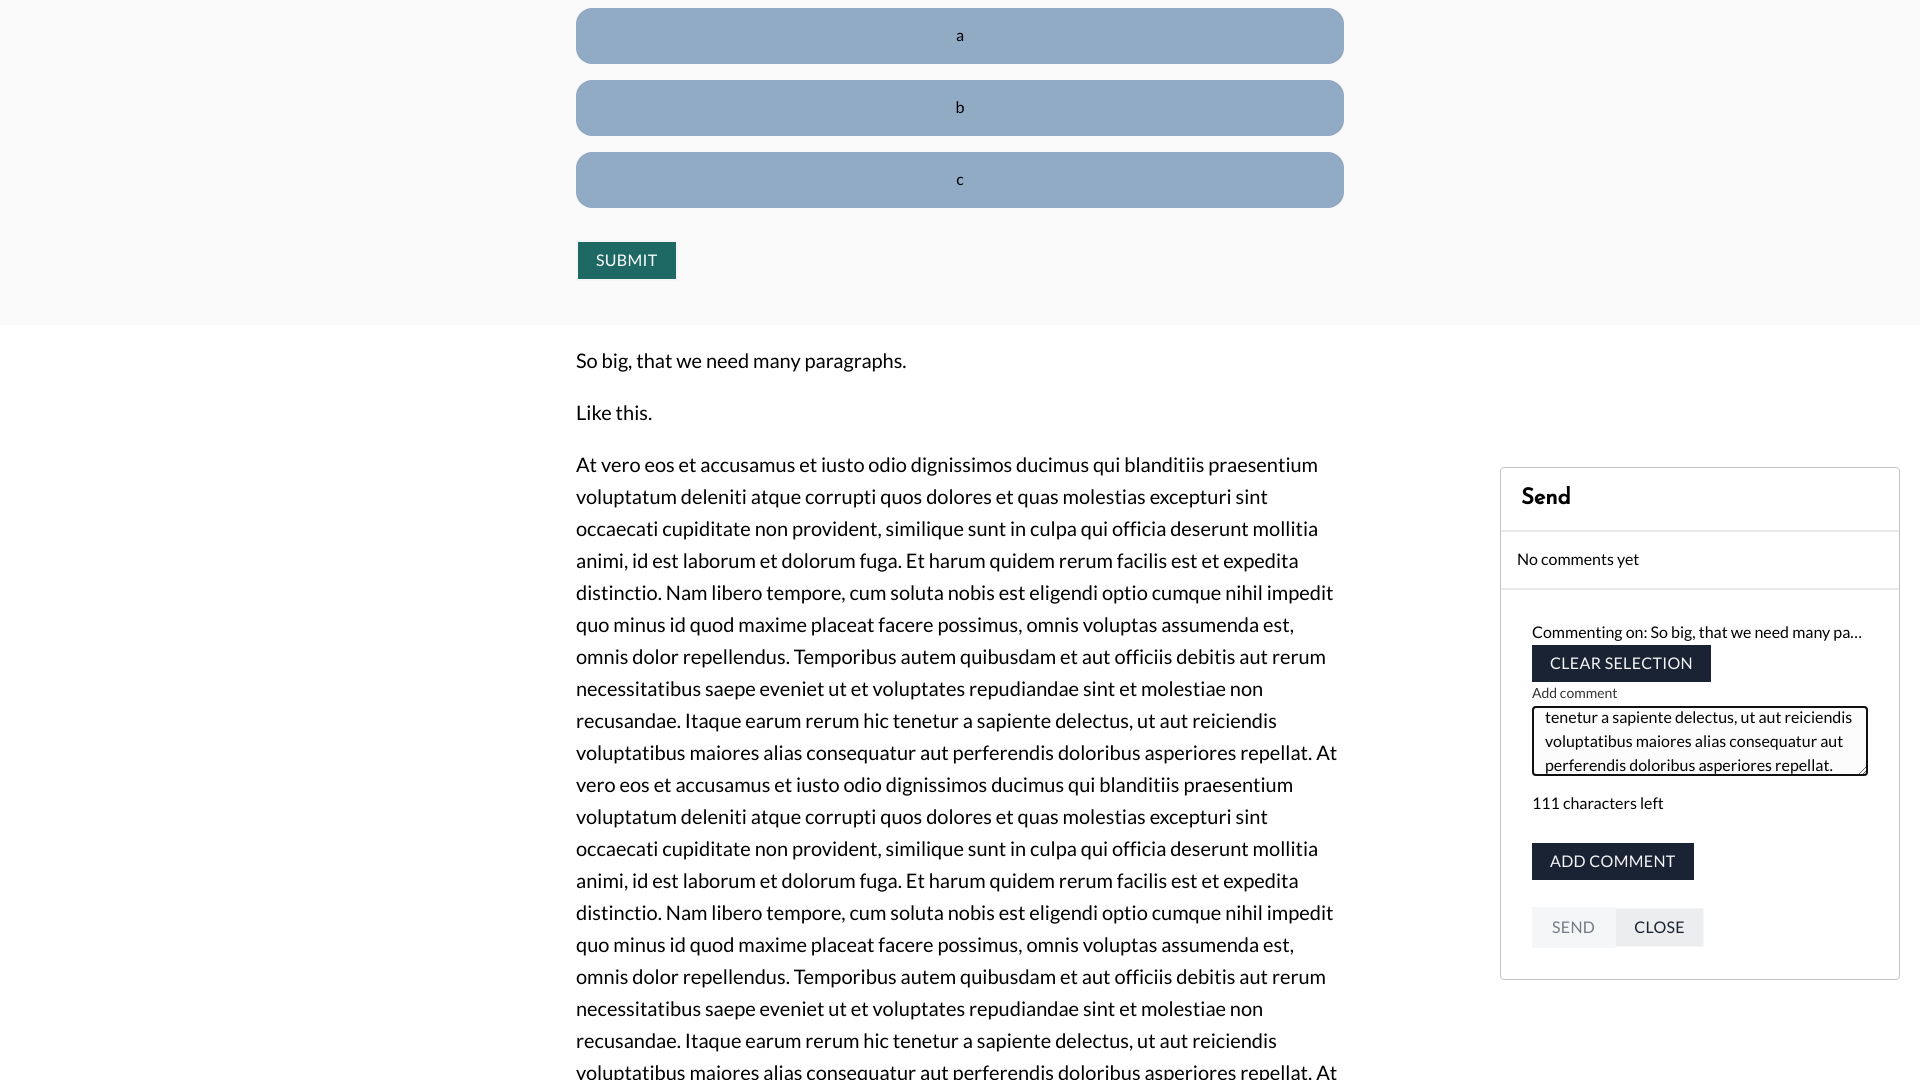 a
b
c
SUBMIT
So big, that we need many paragraphs.
Like this.
At vero eos et accusamus et iusto odio dignissimos ducimus qui blanditiis praesentium
voluptatum deleniti atque corrupti quos dolores et quas molestias excepturi sint
occaecati cupiditate non provident, similique sunt in culpa qui officia deserunt mollitia
animi, id est laborum et dolorum fuga. Et harum quidem rerum facilis est et expedita
distinctio. Nam libero tempore, cum soluta nobis est eligendi optio cumque nihil impedit
quo minus id quod maxime placeat facere possimus, omnis voluptas assumenda est,
omnis dolor repellendus. Temporibus autem quibusdam et aut officiis debitis aut rerum
necessitatibus saepe eveniet ut et voluptates repudiandae sint et molestiae non
recusandae. Itaque earum rerum hic tenetur a sapiente delectus, ut aut reiciendis
voluptatibus maiores alias consequatur aut perferendis doloribus asperiores repellat. At
vero eos et accusamus et iusto odio dignissimos ducimus qui blanditiis praesentium
voluptatum deleniti atque corrupti quos dolores et quas molestias excepturi sint
occaecati cupiditate non provident, similique sunt in culpa qui officia deserunt mollitia
animi, id est laborum et dolorum fuga. Et harum quidem rerum facilis est et expedita
distinctio. Nam libero tempore, cum soluta nobis est eligendi optio cumque nihil impedit
quo minus id quod maxime placeat facere possimus, omnis voluptas assumenda est,
omnis dolor repellendus. Temporibus autem quibusdam et aut officiis debitis aut rerum
necessitatibus saepe eveniet ut et voluptates repudiandae sint et molestiae non
recusandae. Itaque earum rerum hic tenetur a sapiente delectus, ut aut reiciendis
voluptatibus maiores alias consequatur aut perferendis doloribus asperiores repellat. At
Send
No comments yet
Commenting on: So big, that we need many pa...
CLEAR SELECTION
Add comment
tenetur a sapiente delectus, ut aut reiciendis
voluptatibus maiores alias consequatur aut
perferendis doloribus asperiores repellat.
111 characters left
ADD COMMENT
SEND
CLOSE